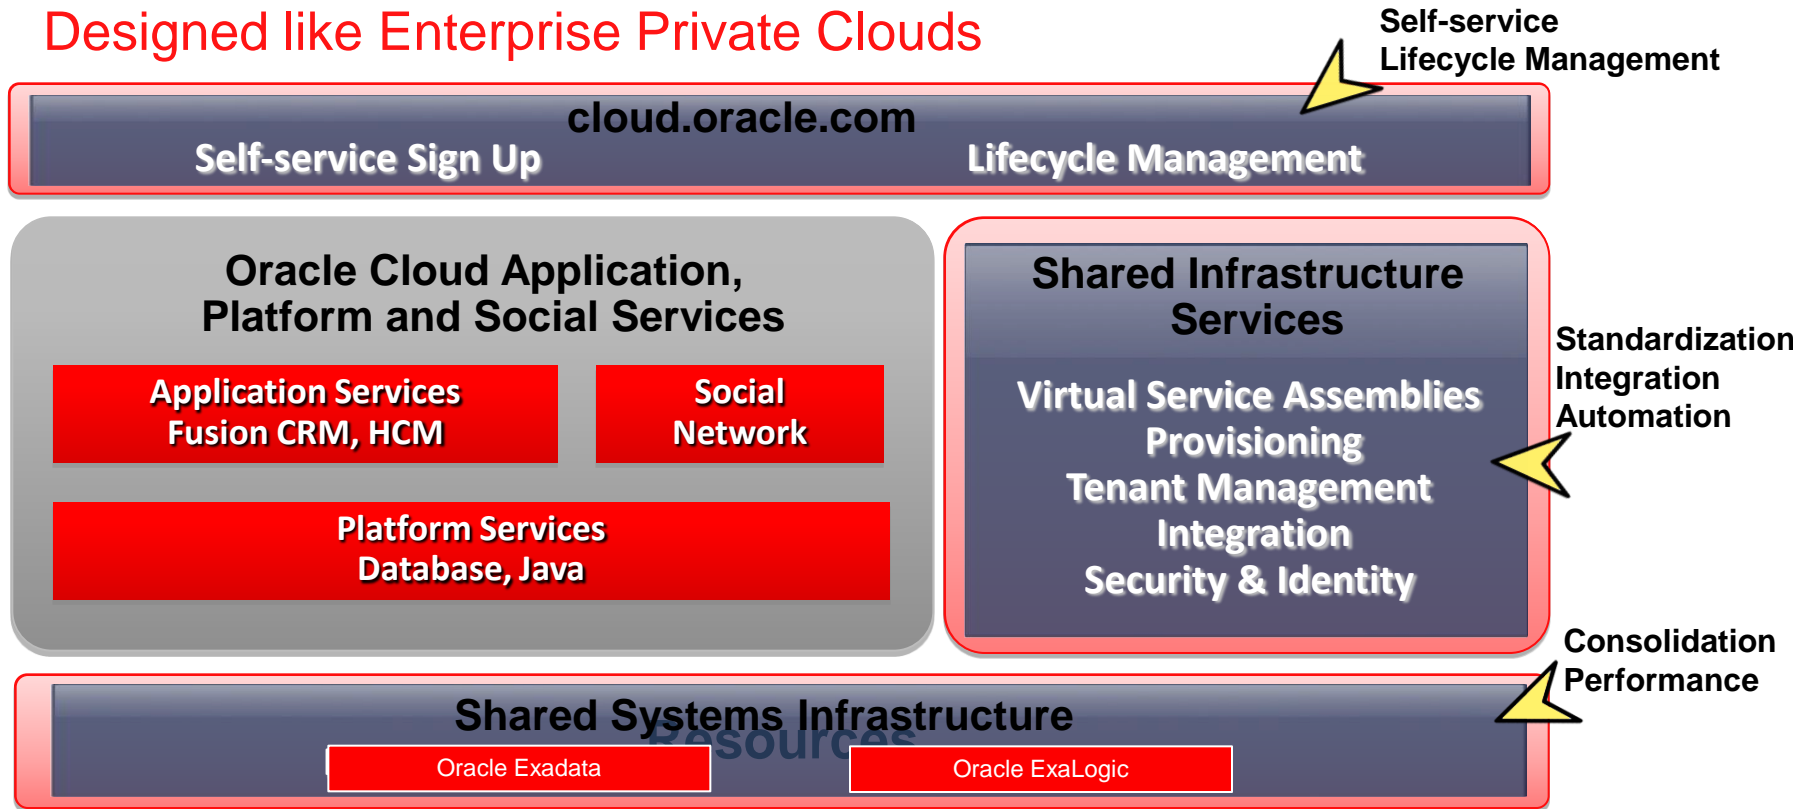 Designed like Enterprise Private Clouds
Self-service
Lifecycle Management
cloud.oracle.com
Self-service Sign Up
Lifecycle Management
Oracle Cloud Application,
Platform and Social Services
Application Services
Fusion CRM, HCM
Social
Network
Platform Services
Database, Java
Shared Infrastructure
Services
Virtual Service Assemblies
Provisioning
Tenant Management
Integration
Security & Identity
Standardization
Integration
Automation
Consolidation
Performance
Shared Systems Infrastructure
Resources
Oracle Exadata
Oracle ExaLogic